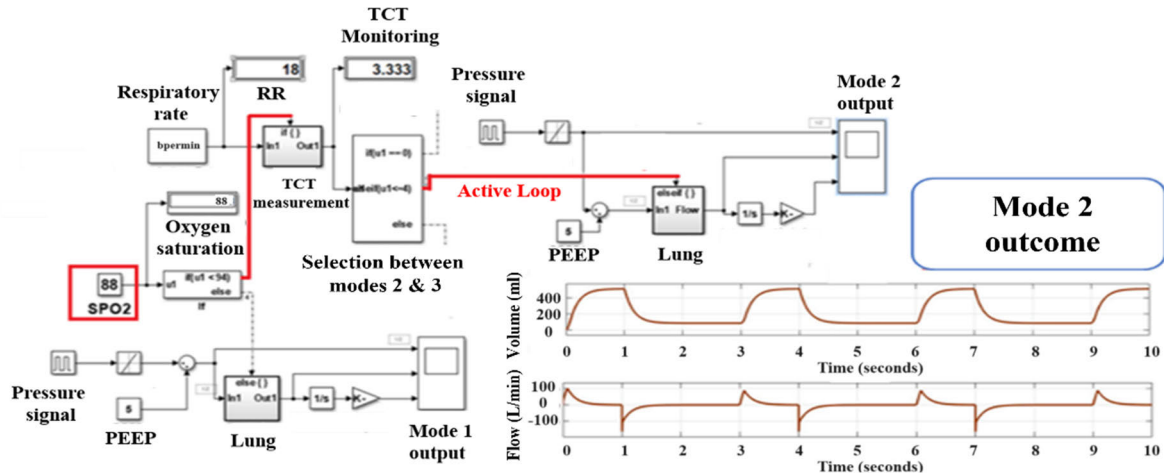 TCT
Monitoring
18
3.333
RR
Respiratory
rate
bpermin
if { }
In1 Out1
TCT
measurement
if(u1 == 0)
elseif(u1<=4)
else
Active Loop
Selection between
modes 2 & 3
88
Oxygen
saturation
88
SPO2
u1
if(u1 < 94)
else
If
Pressure
signal
Mode 2
output
elseif { }
In1 Flow
5
PEEP
Lung
1/s
K-
Mode 2
outcome
Pressure
signal
5
PEEP
else { }
In1 Out1
Lung
1/s
K-
Mode 1
output
Volume (ml)
400
200
0
0 1 2 3 4 5 6 7 8 9 10
Time (seconds)
Flow (L/min)
100
0
-100
0 1 2 3 4 5 6 7 8 9 10
Time (seconds)